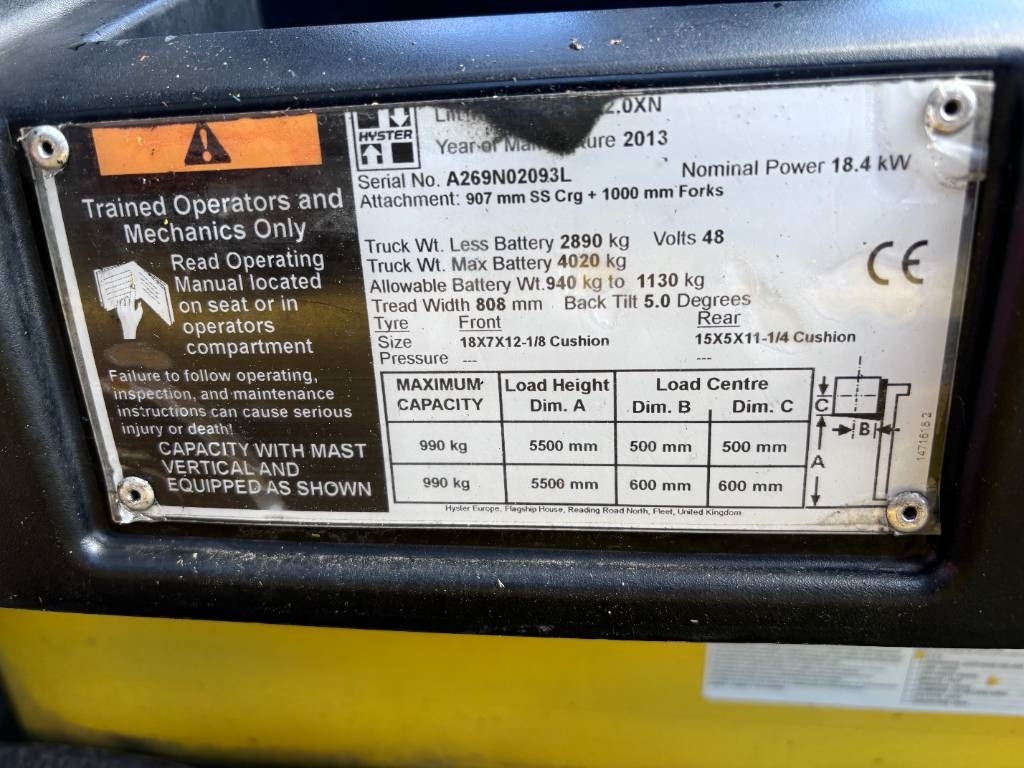 Trained Operators and
Mechanics Only
Read Operating
Manual located
on seat or in
operators
compartment
Failure to follow operating,
inspection, and maintenance
instructions can cause serious
injury or death!
CAPACITY WITH MAST
VERTICAL AND
EQUIPPED AS SHOWN
HYSTER
2.0XN
Year of 2013
Serial No. A269N02093L Nominal Power 18.4 kW
Attachment: 907 mm SS Crg + 1000 mm Forks
Truck Wt. Less Battery 2890 kg Volts 48
Truck Wt. Max Battery 4020 kg
Allowable Battery Wt. 940 kg to 1130 kg
Tread Width 808 mm Back Tilt 5.0 Degrees
Tyre Front Rear
Size 18X7X12-1/8 Cushion 15X5X11-1/4 Cushion
Pressure --- ---
CE
MAXIMUM CAPACITY Load Height Dim. A Load Centre Dim. B Dim. C
990 kg 5500 mm 500 mm 500 mm
990 kg 5506 mm 600 mm 600 mm
C
B
A
1471618-2
Hyster Europe, Flagship House, Reading Road North, Fleet, United Kingdom